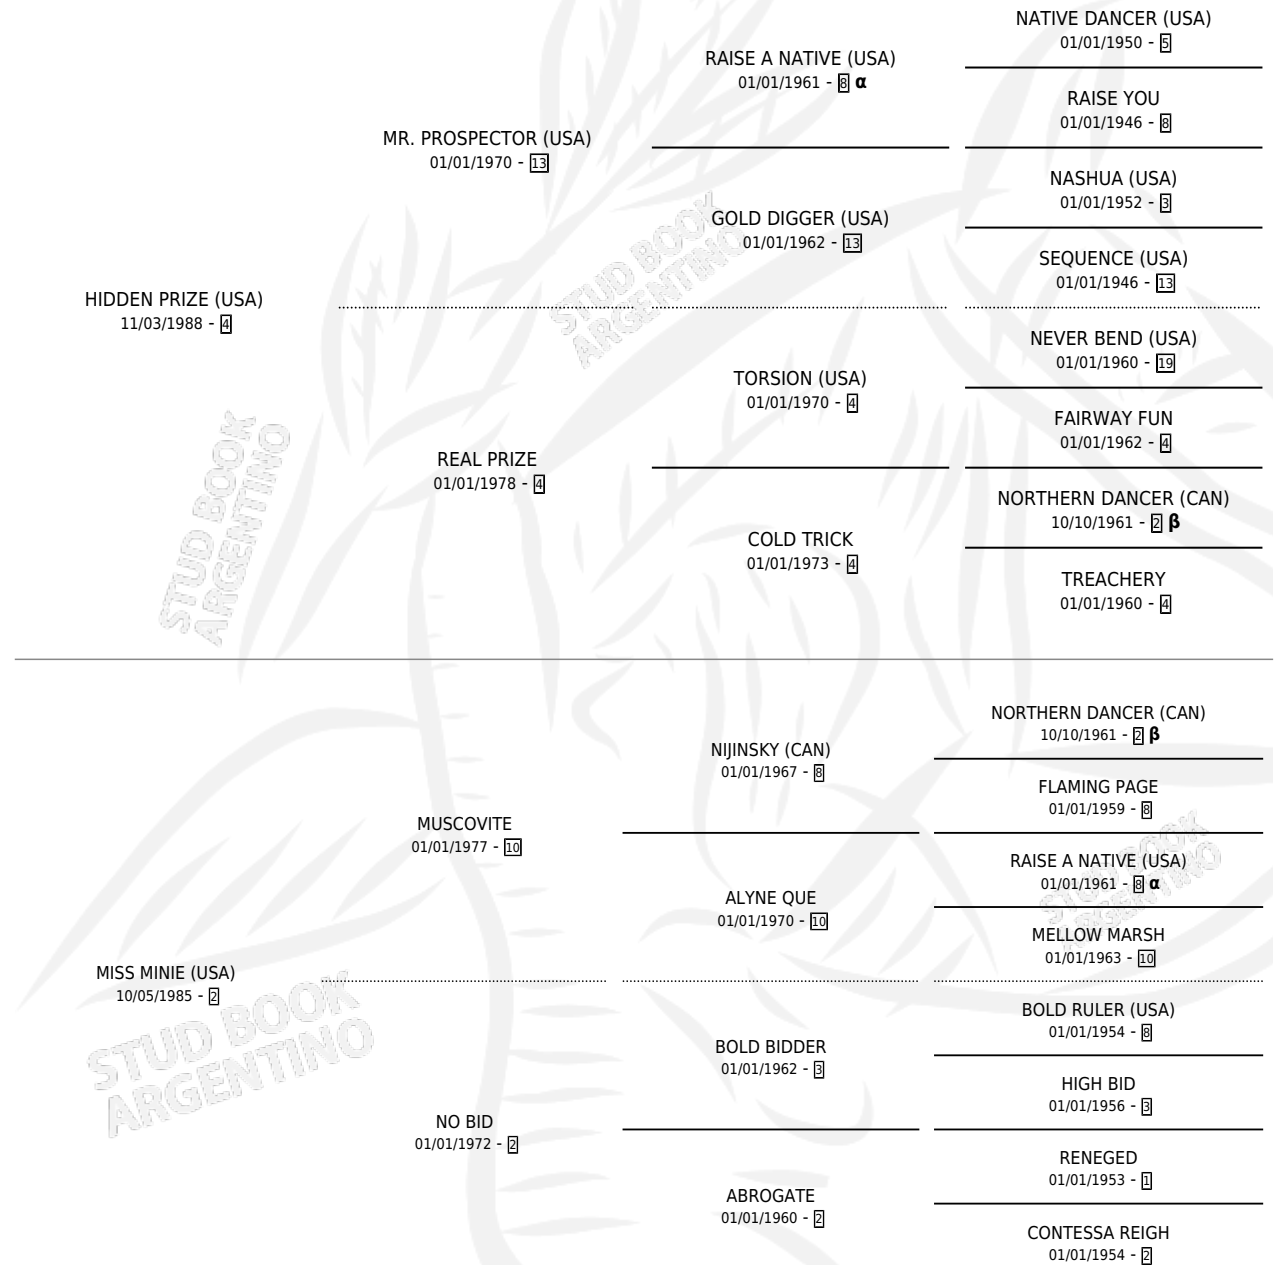 NATIVE DANCER (USA)
01/01/1950 - 5
RAISE A NATIVE (USA)
01/01/1961 - 8 α
RAISE YOU
01/01/1946 - 8
MR. PROSPECTOR (USA)
01/01/1970 - 13
NASHUA (USA)
01/01/1952 - 3
GOLD DIGGER (USA)
01/01/1962 - 13
SEQUENCE (USA)
01/01/1946 - 13
HIDDEN PRIZE (USA)
11/03/1988 - 4
NEVER BEND (USA)
01/01/1960 - 19
TORSION (USA)
01/01/1970 - 4
FAIRWAY FUN
01/01/1962 - 4
REAL PRIZE
01/01/1978 - 4
NORTHERN DANCER (CAN)
10/10/1961 - 2 β
COLD TRICK
01/01/1973 - 4
TREACHERY
01/01/1960 - 4
NORTHERN DANCER (CAN)
10/10/1961 - 2 β
NIJINSKY (CAN)
01/01/1967 - 8
FLAMING PAGE
01/01/1959 - 8
MUSCOVITE
01/01/1977 - 10
RAISE A NATIVE (USA)
01/01/1961 - 8 α
ALYNE QUE
01/01/1970 - 10
MELLOW MARSH
01/01/1963 - 10
MISS MINIE (USA)
10/05/1985 - 2
BOLD RULER (USA)
01/01/1954 - 8
BOLD BIDDER
01/01/1962 - 3
HIGH BID
01/01/1956 - 3
NO BID
01/01/1972 - 2
RENEGED
01/01/1953 - 1
ABROGATE
01/01/1960 - 2
CONTESSA REIGH
01/01/1954 - 2
STUD BOOK
ARGENTINO
STUD BOOK
ARGENTINO
STUD BOOK
ARGENTINO
STUD BOOK
ARGENTINO